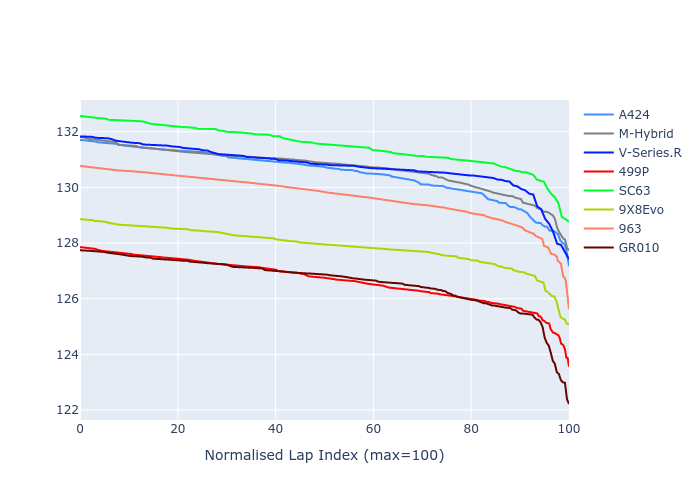 132
130
128
126
124
122
0
20
40
60
80
100
Normalised Lap Index (max=100)
A424
M-Hybrid
V-Series.R
499P
SC63
9X8Evo
963
GR010